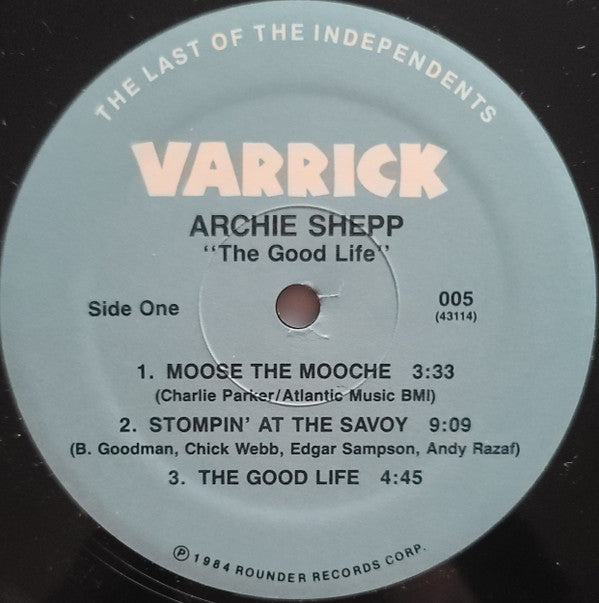 THE LAST OF THE INDEPENDENTS
VARRICK
ARCHIE SHEPP
"The Good Life"
Side One
005
(43114)
1. MOOSE THE MOOCHE 3:33
(Charlie Parker/Atlantic Music BMI)
2. STOMPIN' AT THE SAVOY 9:09
(B. Goodman, Chick Webb, Edgar Sampson, Andy Razaf)
3. THE GOOD LIFE 4:45
℗ 1984 ROUNDER RECORDS CORP.